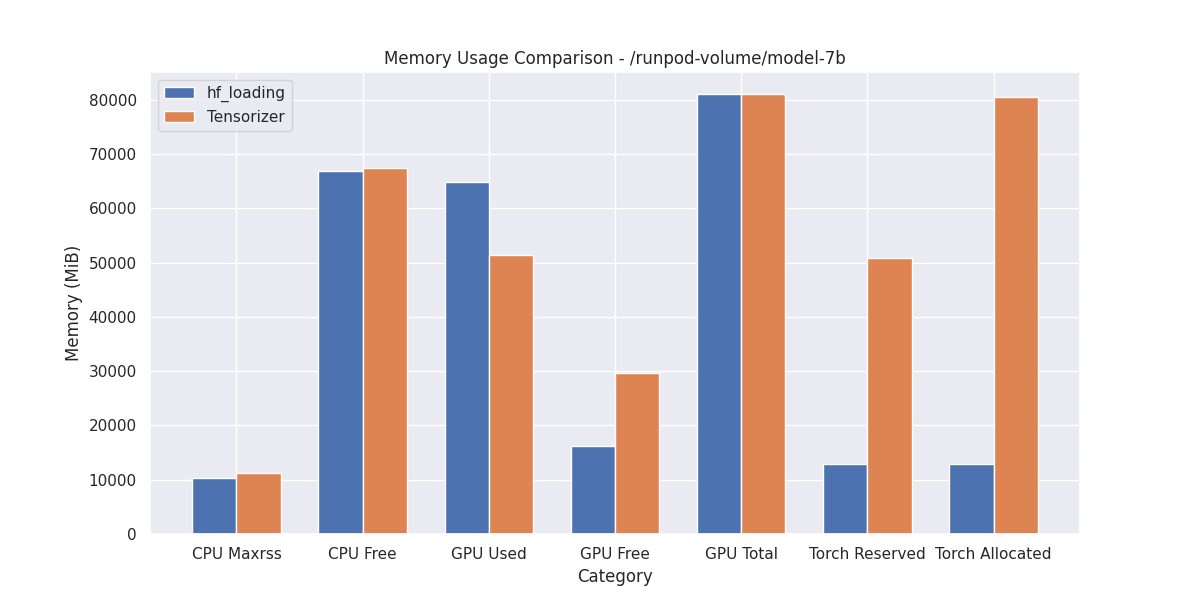 Memory Usage Comparison - /runpod-volume/model-7b
hf_loading
Tensorizer
80000
70000
60000
50000
40000
30000
20000
10000
0
Memory (MiB)
CPU Maxrss
CPU Free
GPU Used
GPU Free
GPU Total
Torch Reserved
Torch Allocated
Category